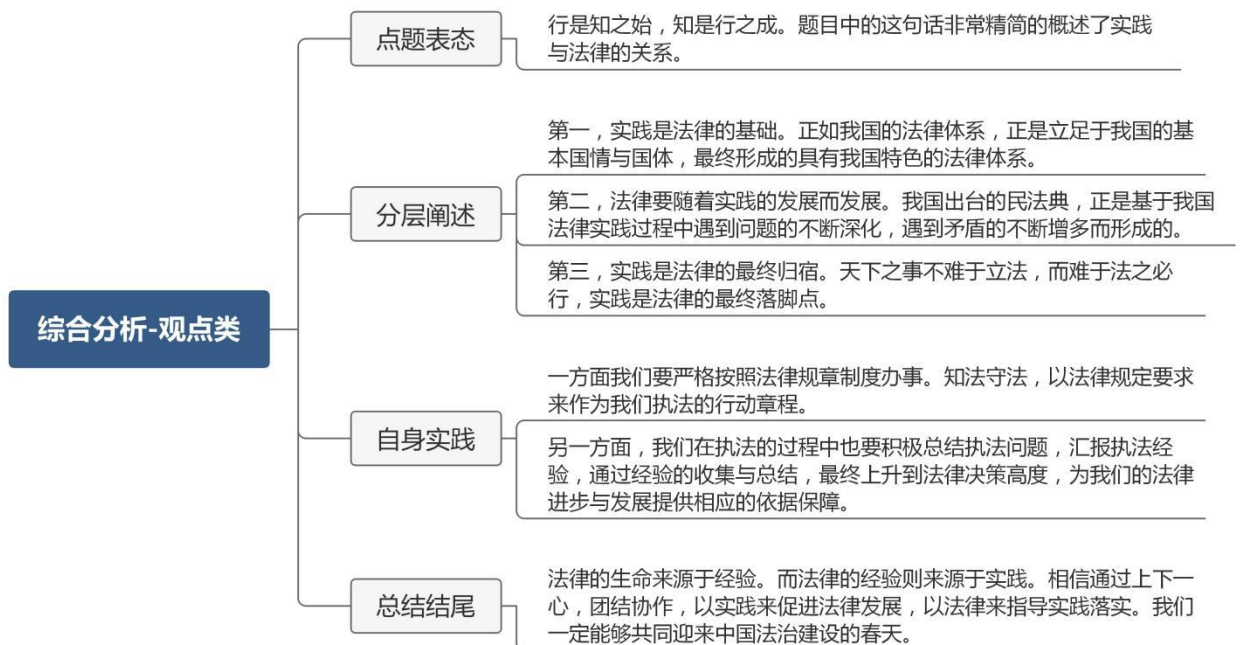 点题表态
行是知之始，知是行之成。题目中的这句话非常精简的概述了实践
与法律的关系。
分层阐述
第一，实践是法律的基础。正如我国的法律体系，正是立足于我国的基
本国情与国体，最终形成的具有我国特色的法律体系。
第二，法律要随着实践的发展而发展。我国出台的民法典，正是基于我国
法律实践过程中遇到问题的不断深化，遇到矛盾的不断增多而形成的。
第三，实践是法律的最终归宿。天下之事不难于立法，而难于法之必
行，实践是法律的最终落脚点。
综合分析-观点类
自身实践
一方面我们要严格按照法律规章制度办事。知法守法，以法律规定要求
来作为我们执法的行动章程。
另一方面，我们在执法的过程中也要积极总结执法问题，汇报执法经
验，通过经验的收集与总结，最终上升到法律决策高度，为我们的法律
进步与发展提供相应的依据保障。
总结结尾
法律的生命来源于经验。而法律的经验则来源于实践。相信通过上下一
心，团结协作，以实践来促进法律发展，以法律来指导实践落实。我们
一定能够共同迎来中国法治建设的春天。